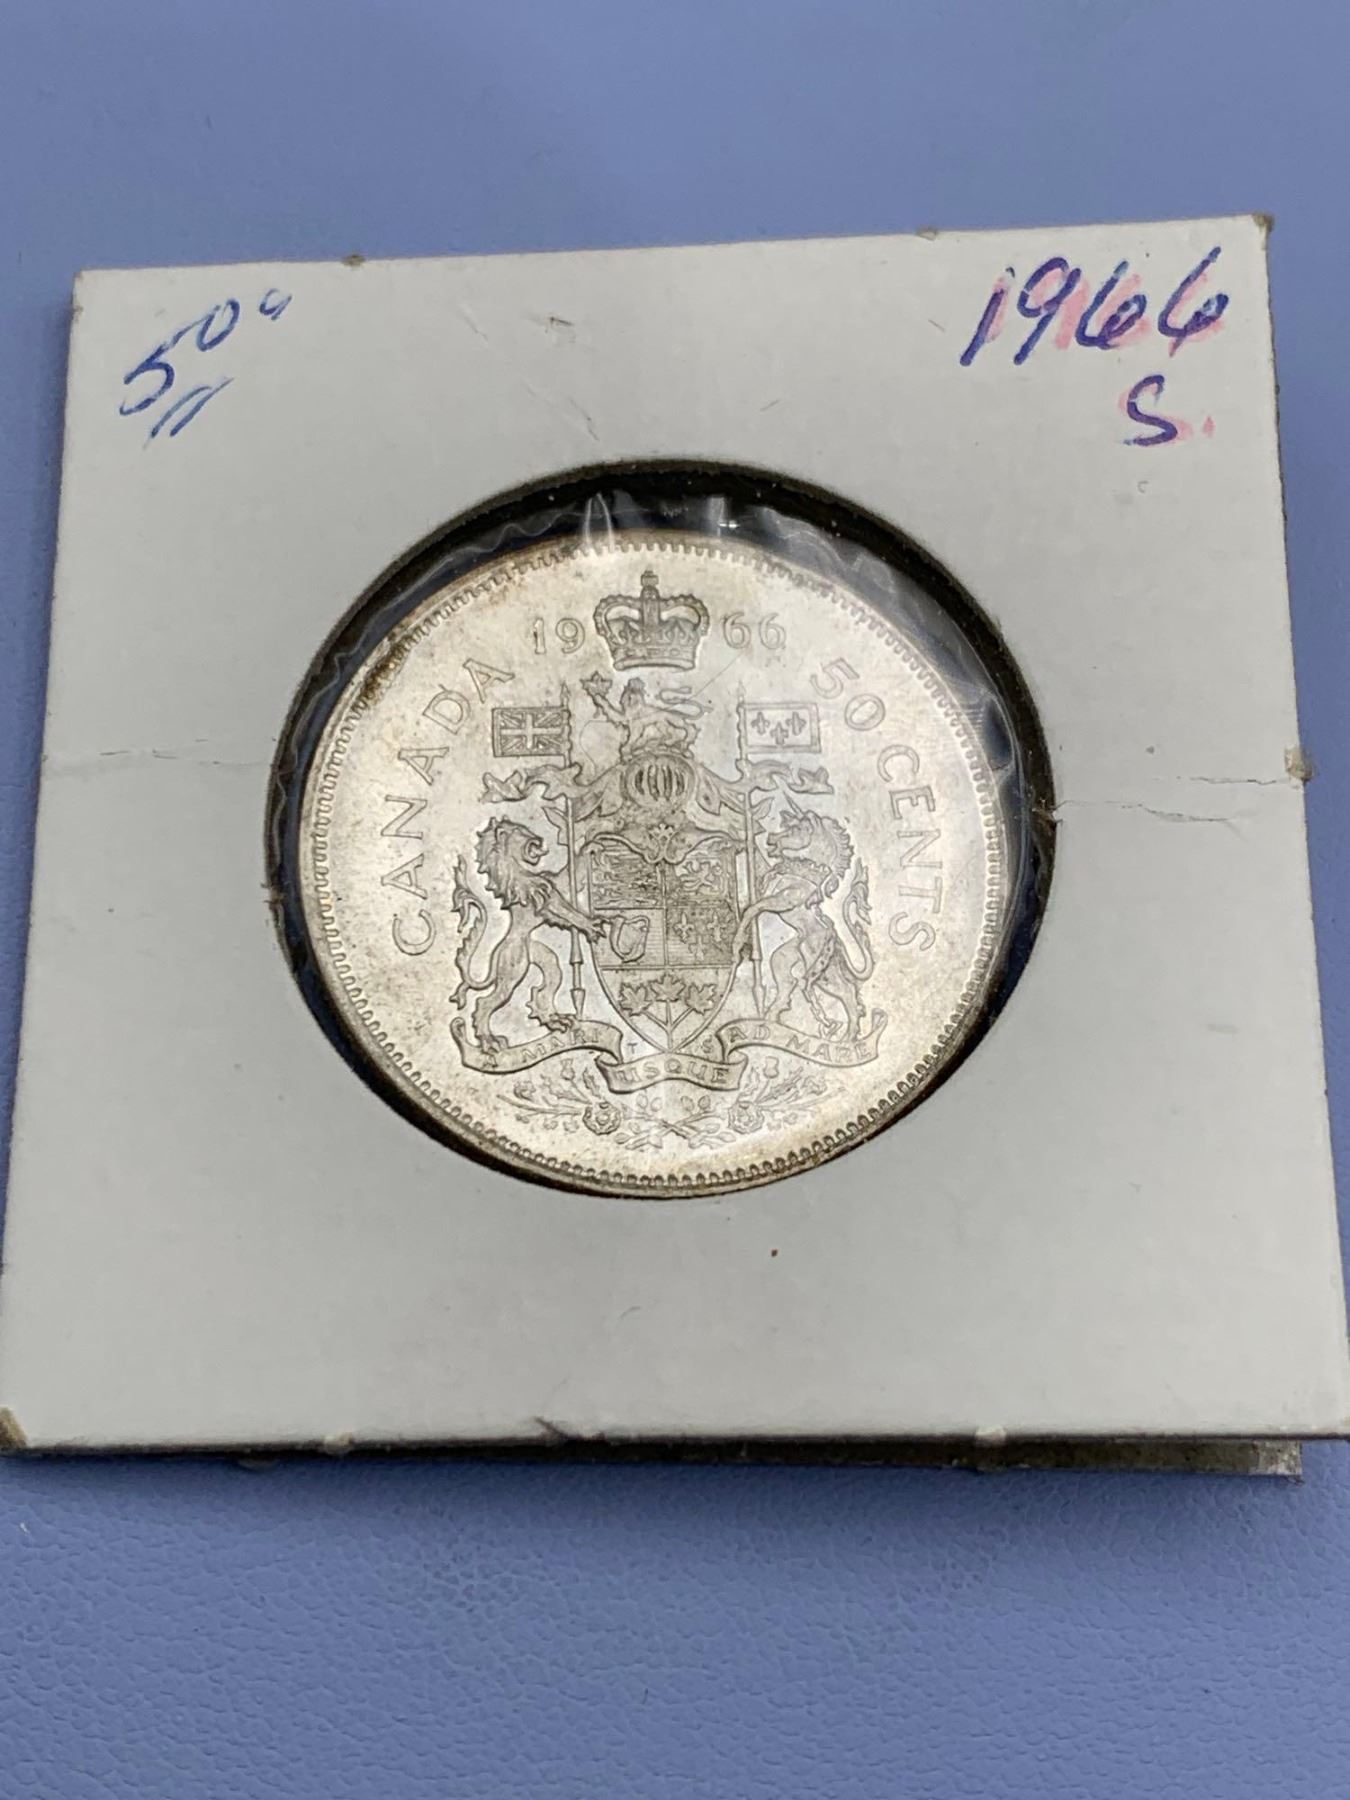 50¢
1966
S.
1966
CANADA
50 CENTS
A MARI USQUE AD MARE
T S